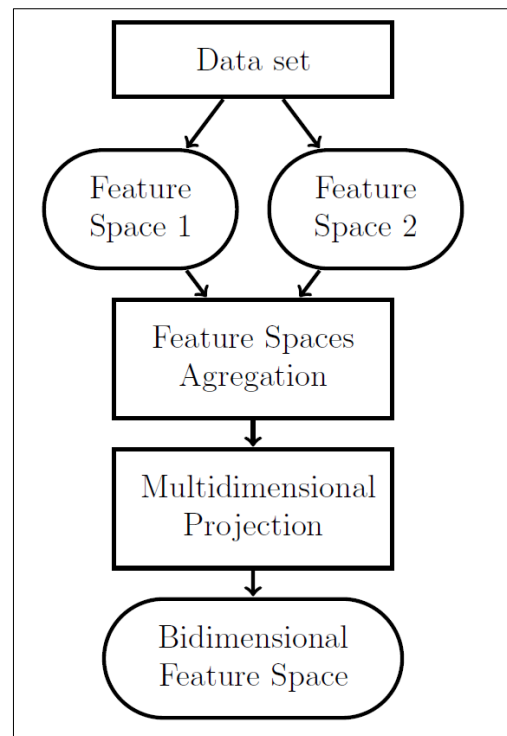 Data set
Feature
Space 1
Feature
Space 2
Feature Spaces
Agregation
Multidimensional
Projection
Bidimensional
Feature Space